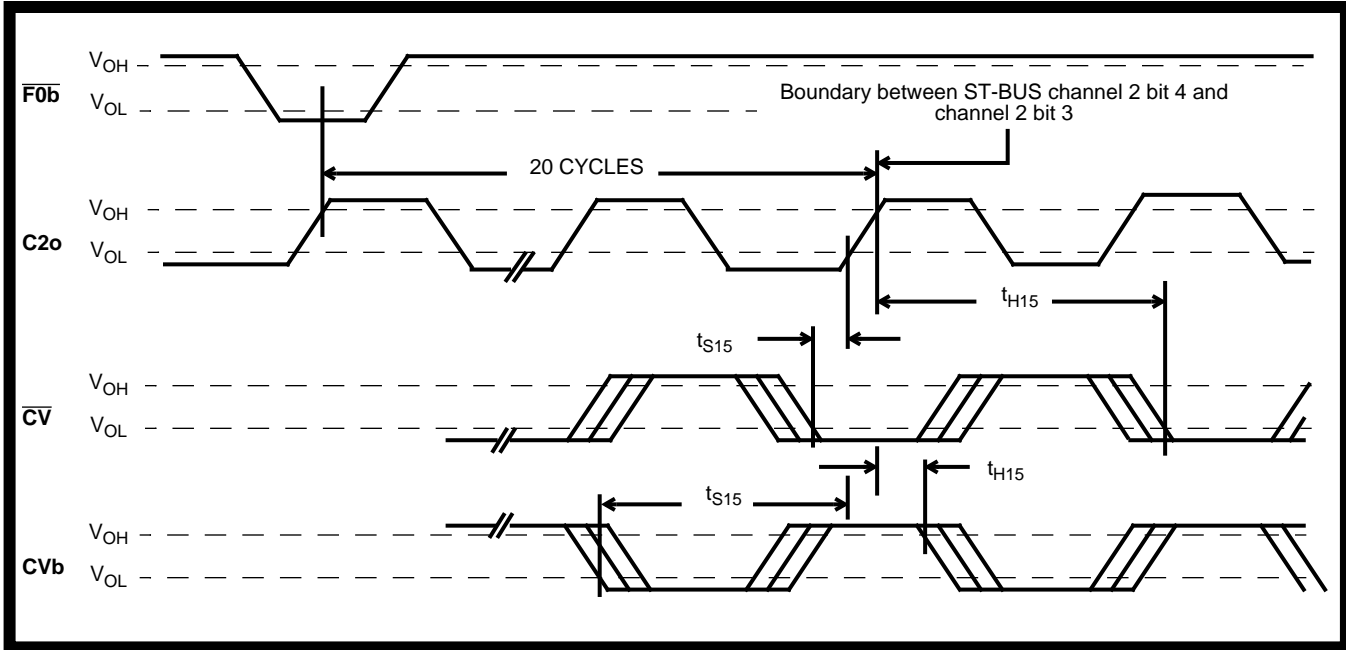 VOH
F0b
VOL
Boundary between ST-BUS channel 2 bit 4 and
channel 2 bit 3
20 CYCLES
VOH
C2o
VOL
tH15
tS15
VOH
CV
VOL
tH15
tS15
VOH
CVb
VOL